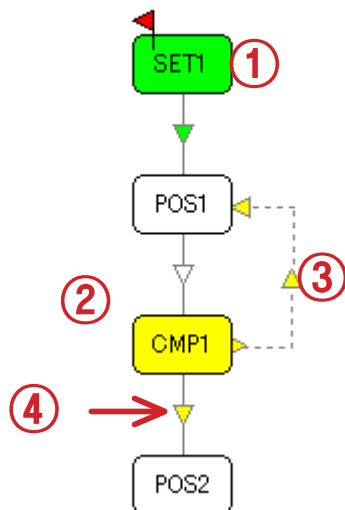 SET1 ①
POS1
③
②
CMP1
④
POS2